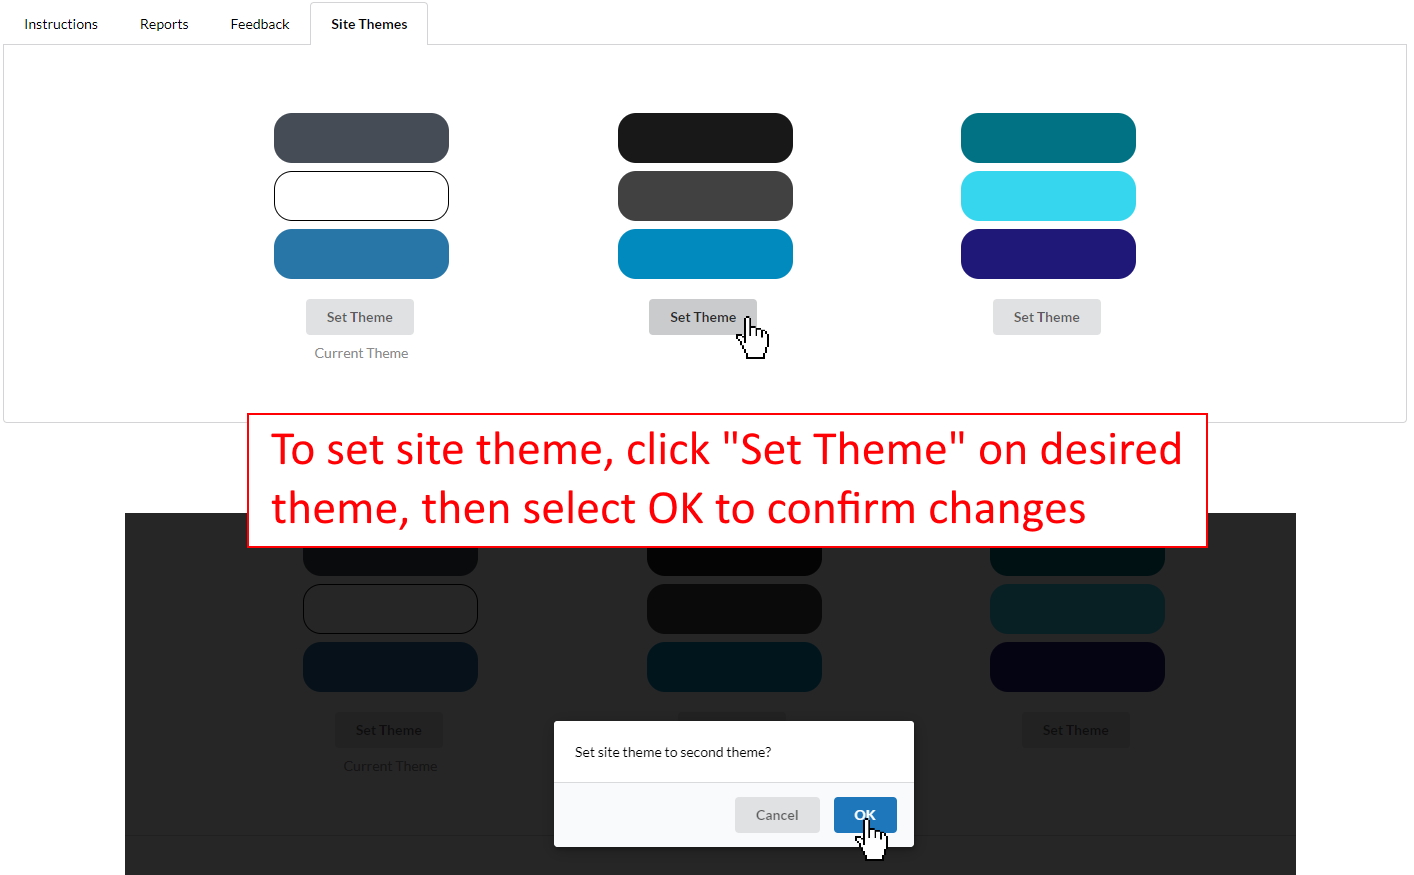 Instructions Reports Feedback Site Themes
Set Theme Set Theme Set Theme
Current Theme
To set site theme, click "Set Theme" on desired
theme, then select OK to confirm changes
Set Theme Set Theme
Current Theme
Set site theme to second theme?
Cancel OK